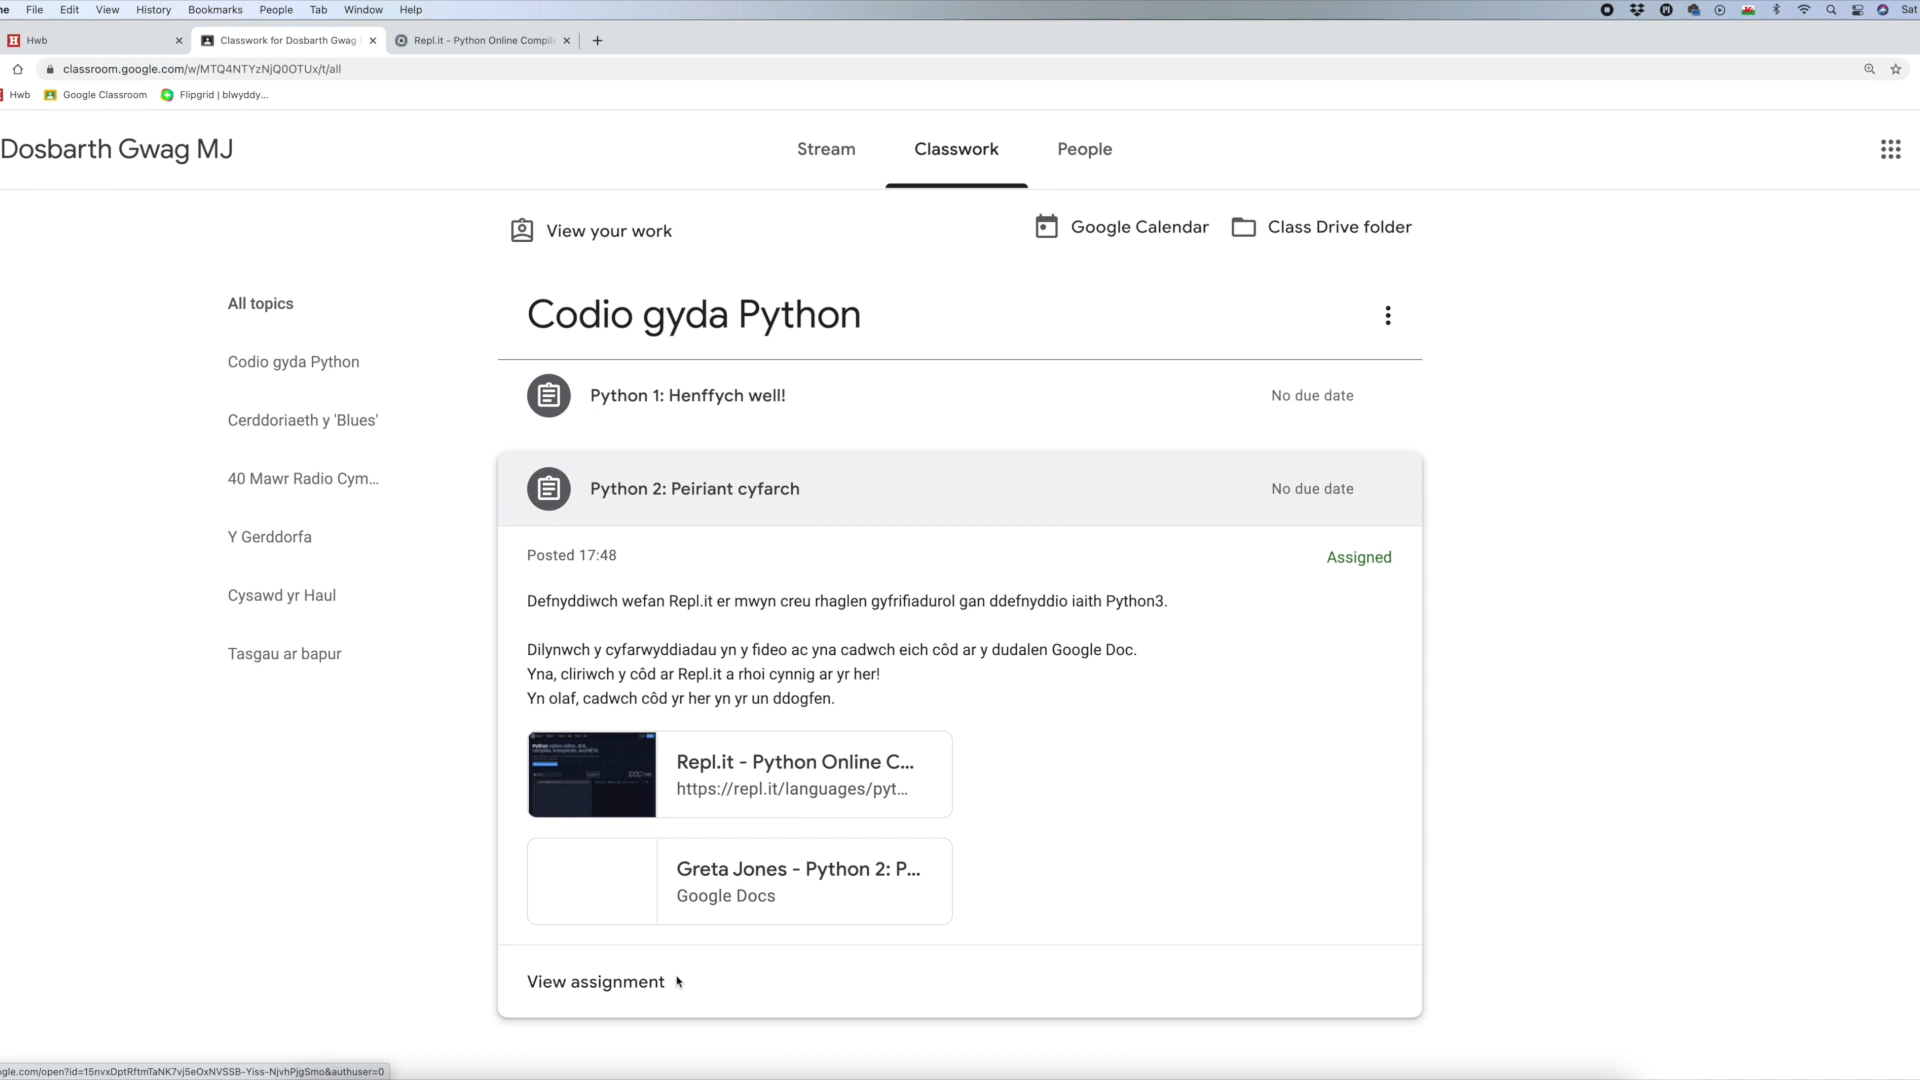 File Edit View History Bookmarks People Tab Window Help Sat
Hwb Classwork for Dosbarth Gwag Repl.it - Python Online Compil
classroom.google.com/w/MTQ4NTYzNjQ0OTUx/t/all
Hwb Google Classroom Flipgrid | blwyddy...
Dosbarth Gwag MJ
Stream Classwork People
View your work Google Calendar Class Drive folder
All topics
Codio gyda Python
Cerddoriaeth y 'Blues'
40 Mawr Radio Cym...
Y Gerddorfa
Cysawd yr Haul
Tasgau ar bapur
Codio gyda Python
Python 1: Henffych well! No due date
Python 2: Peiriant cyfarch No due date
Posted 17:48 Assigned
Defnyddiwch wefan Repl.it er mwyn creu rhaglen gyfrifiadurol gan ddefnyddio iaith Python3.
Dilynwch y cyfarwyddiadau yn y fideo ac yna cadwch eich côd ar y dudalen Google Doc.
Yna, cliriwch y côd ar Repl.it a rhoi cynnig ar yr her!
Yn olaf, cadwch côd yr her yn yr un ddogfen.
Repl.it - Python Online C...
https://repl.it/languages/pyt...
Greta Jones - Python 2: P...
Google Docs
View assignment
gle.com/open?id=15nvxDptRftmTaNK7vj5eOxNVSSB-Yiss-NjvhPjgSmo&authuser=0